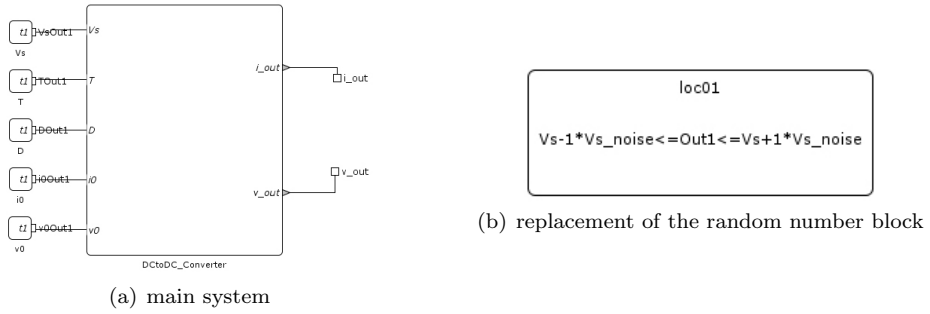 t1 VsOut1 Vs
Vs
t1 TOut1 T
T
t1 DOut1 D
D
t1 i0Out1 i0
i0
t1 v0Out1 v0
v0
i_out i_out
v_out v_out
DCtoDC_Converter
(a) main system
loc01
Vs-1*Vs_noise<=Out1<=Vs+1*Vs_noise
(b) replacement of the random number block